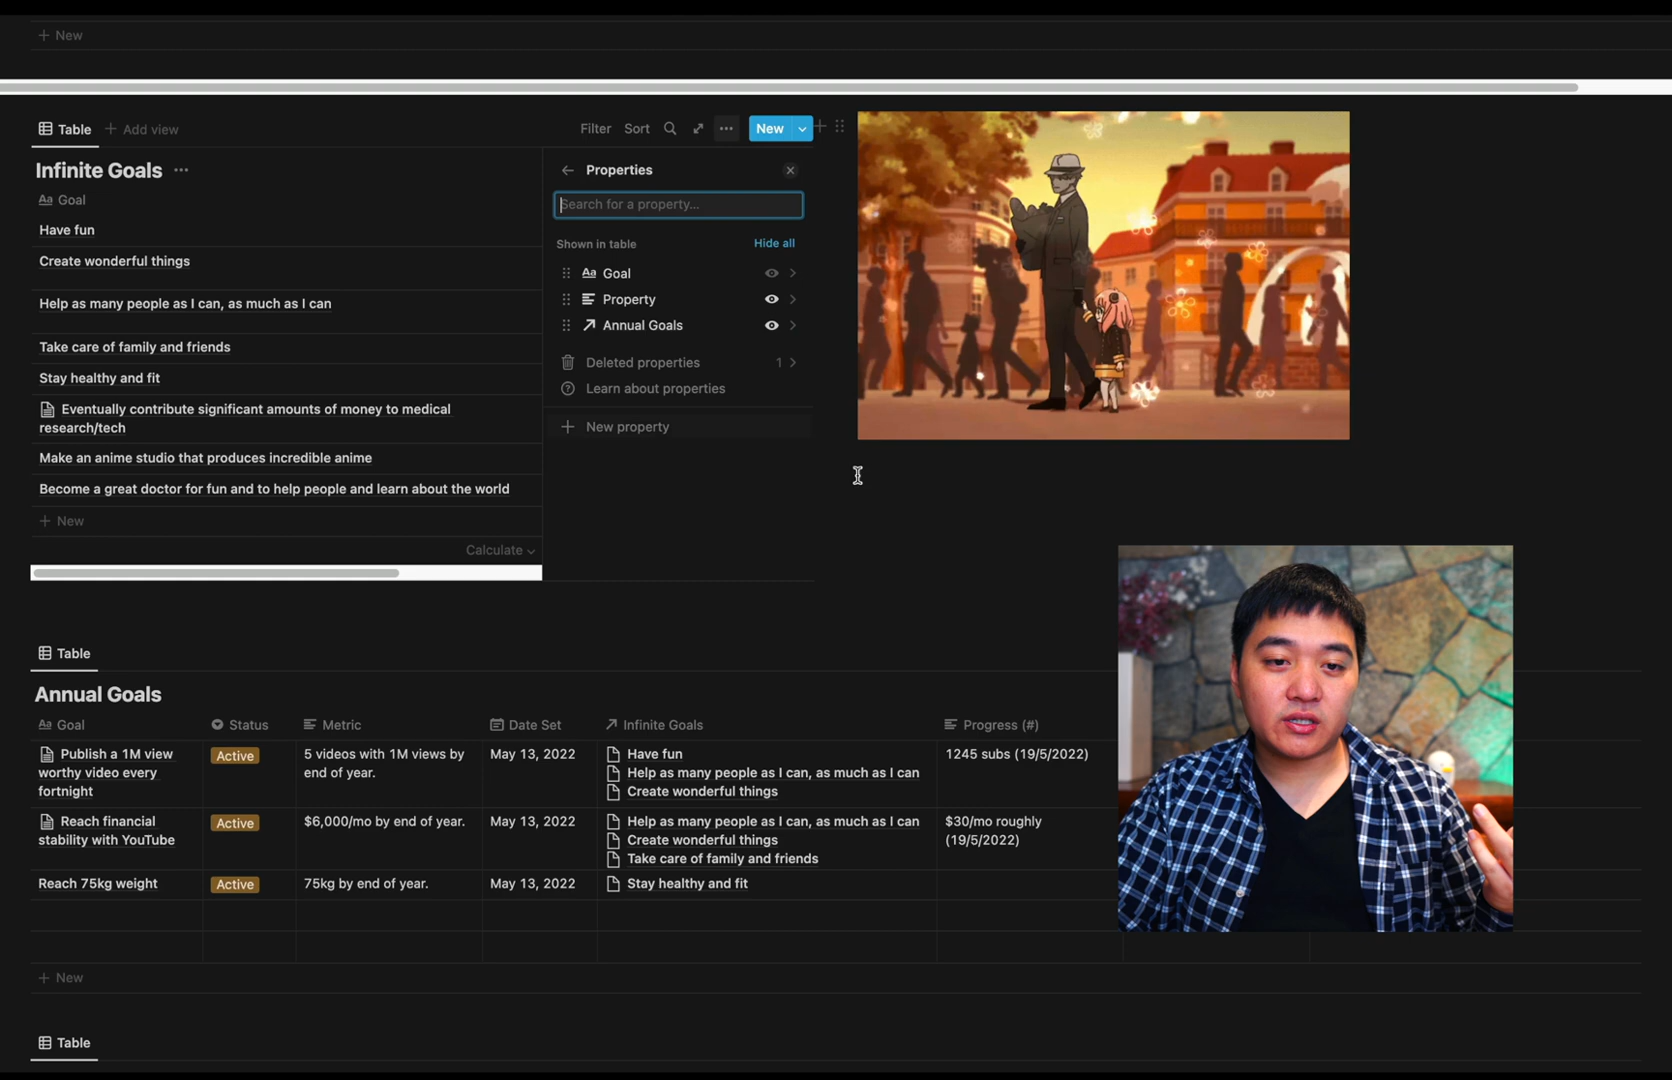 + New
Table + Add view
Filter Sort New
Infinite Goals
Aa Goal
Have fun
Create wonderful things
Help as many people as I can, as much as I can
Take care of family and friends
Stay healthy and fit
Eventually contribute significant amounts of money to medical
research/tech
Make an anime studio that produces incredible anime
Become a great doctor for fun and to help people and learn about the world
+ New
Calculate
Properties
Search for a property...
Shown in table Hide all
Aa Goal
Property
Annual Goals
Deleted properties 1
Learn about properties
+ New property
Table
Annual Goals
Aa Goal Status Metric Date Set Infinite Goals Progress (#)
Publish a 1M view
worthy video every
fortnight
Active
5 videos with 1M views by
end of year.
May 13, 2022
Have fun
Help as many people as I can, as much as I can
Create wonderful things
1245 subs (19/5/2022)
Reach financial
stability with YouTube
Active
$6,000/mo by end of year.
May 13, 2022
Help as many people as I can, as much as I can
Create wonderful things
Take care of family and friends
$30/mo roughly
(19/5/2022)
Reach 75kg weight
Active
75kg by end of year.
May 13, 2022
Stay healthy and fit
+ New
Table